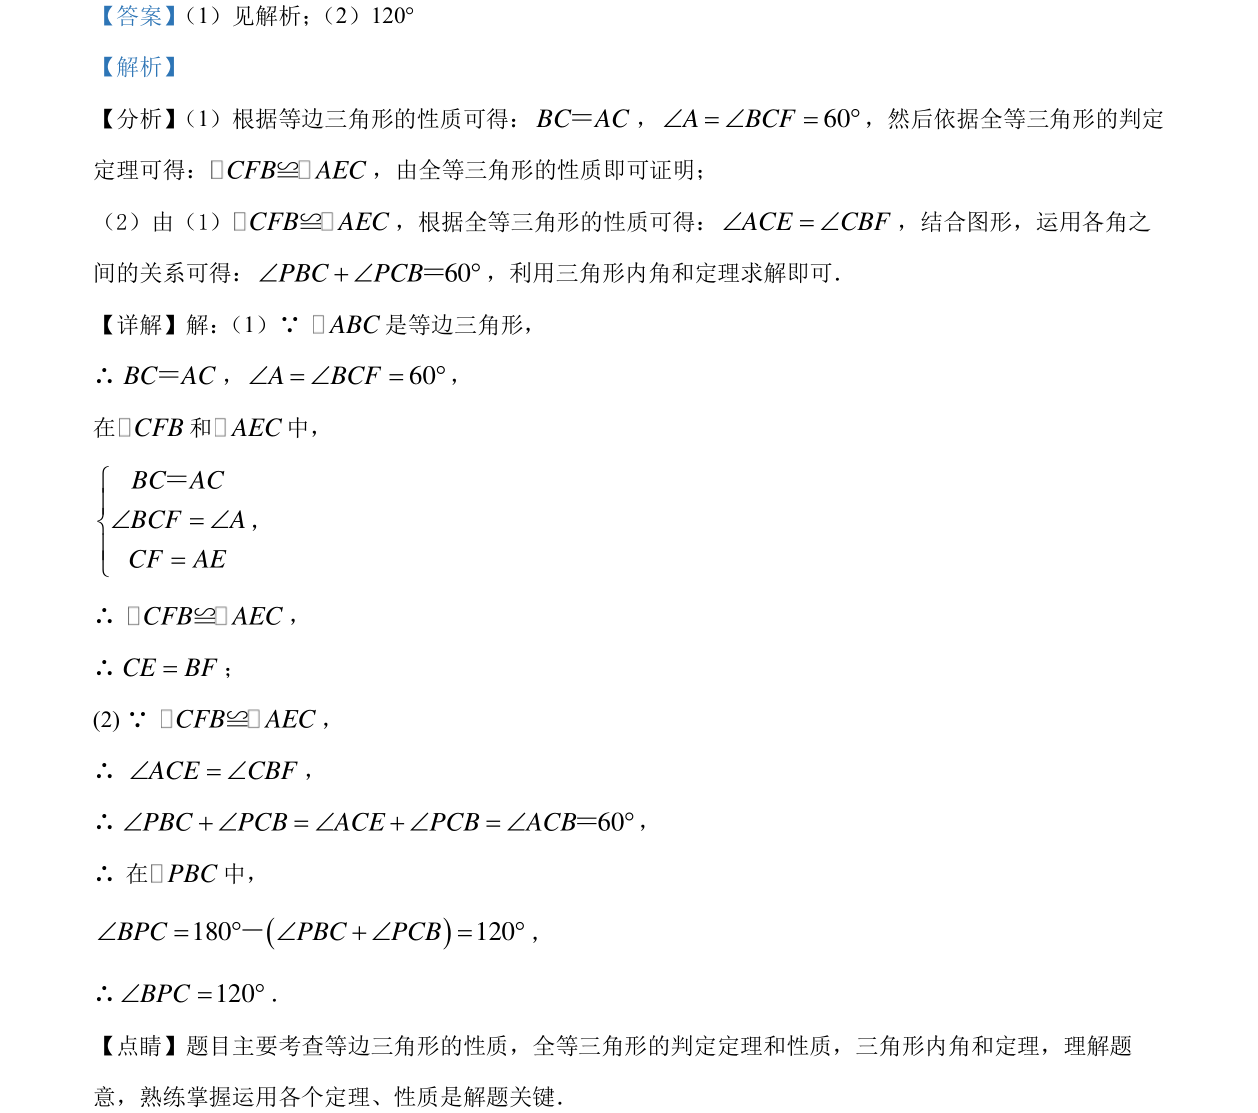 【答案】（1）见解析；（2）120°
【解析】
【分析】（1）根据等边三角形的性质可得：BC=AC，∠A=∠BCF=60°，然后依据全等三角形的判定
定理可得：□CFB≌□AEC，由全等三角形的性质即可证明；
（2）由（1）□CFB≌□AEC，根据全等三角形的性质可得：∠ACE=∠CBF，结合图形，运用各角之
间的关系可得：∠PBC+∠PCB=60°，利用三角形内角和定理求解即可．
【详解】解：（1）∵ □ABC是等边三角形，
∴ BC=AC，∠A=∠BCF=60°，
在□CFB和□AEC中，
BC=AC
∠BCF=∠A，
CF=AE
∴ □CFB≌□AEC，
∴ CE=BF；
(2) ∵ □CFB≌□AEC，
∴ ∠ACE=∠CBF，
∴ ∠PBC+∠PCB=∠ACE+∠PCB=∠ACB=60°，
∴ 在□PBC中，
∠BPC=180°−(∠PBC+∠PCB)=120°，
∴ ∠BPC=120°．
【点睛】题目主要考查等边三角形的性质，全等三角形的判定定理和性质，三角形内角和定理，理解题
意，熟练掌握运用各个定理、性质是解题关键．